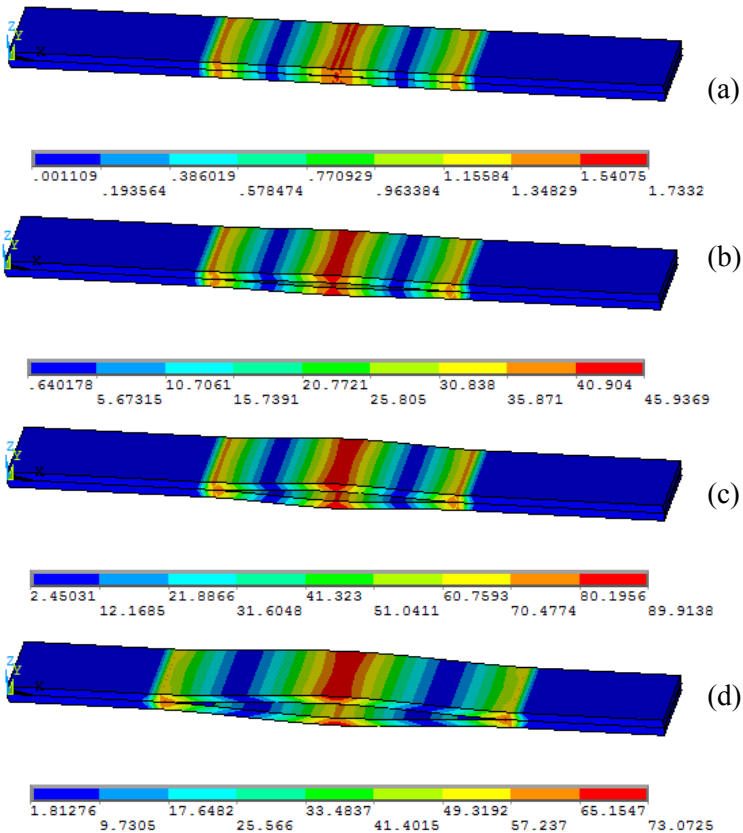 Z
Y
X
(a)
.001109 .386019 .770929 1.15584 1.54075
.193564 .578474 .963384 1.34829 1.7332
Z
Y
X
(b)
.640178 10.7061 20.7721 30.838 40.904
5.67315 15.7391 25.805 35.871 45.9369
Z
Y
X
(c)
2.45031 21.8866 41.323 60.7593 80.1956
12.1685 31.6048 51.0411 70.4774 89.9138
Z
Y
X
(d)
1.81276 17.6482 33.4837 49.3192 65.1547
9.7305 25.566 41.4015 57.237 73.0725